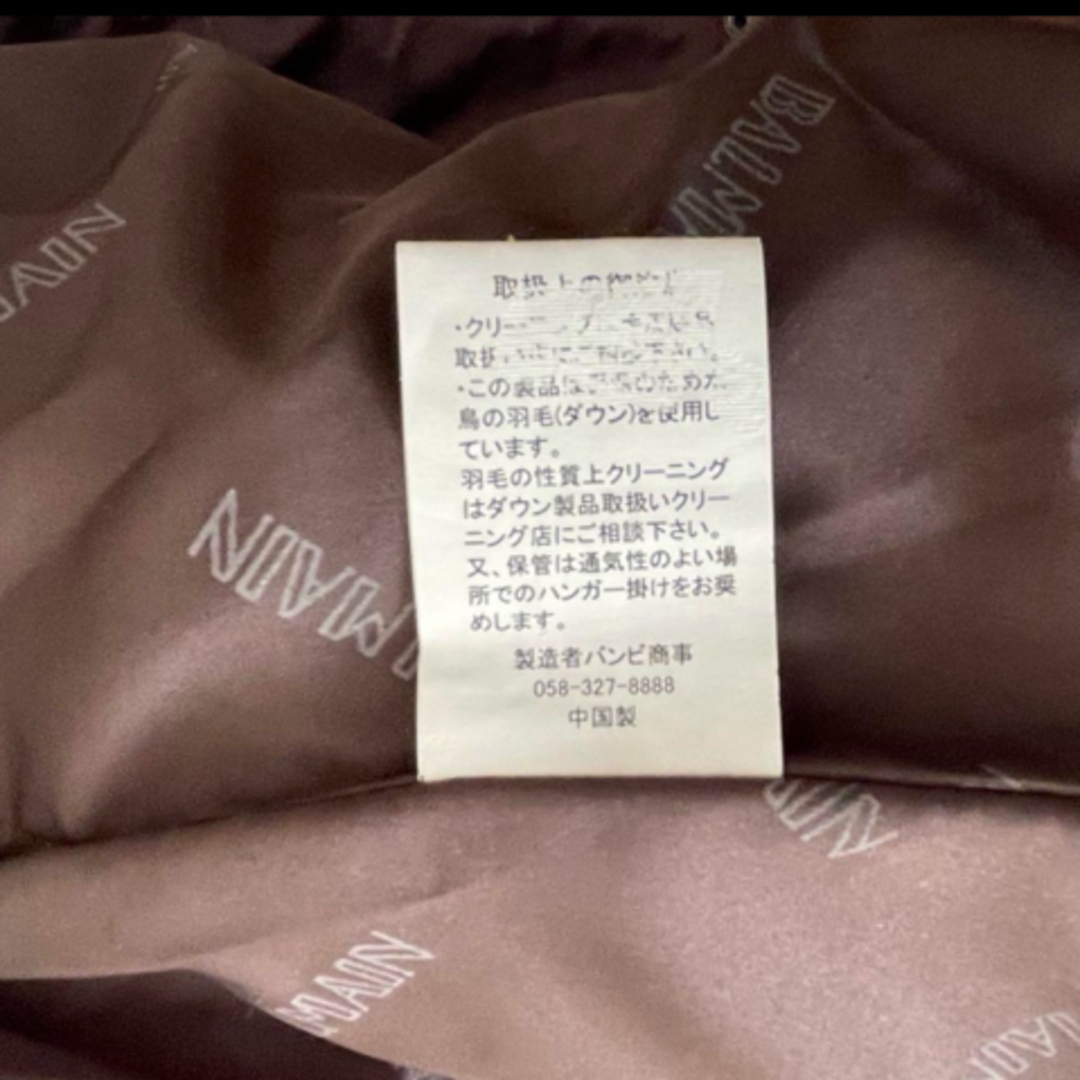 BALMAIN
取扱上の
・クリーニング
取扱
・この製品は
鳥の羽毛(ダウン)を使用し
ています。
羽毛の性質上クリーニング
はダウン製品取扱いクリー
ニング店にご相談下さい。
又、保管は通気性のよい場
所でのハンガー掛けをお奨
めします。
製造者バンビ商事
058-327-8888
中国製
MAIN
MAIN